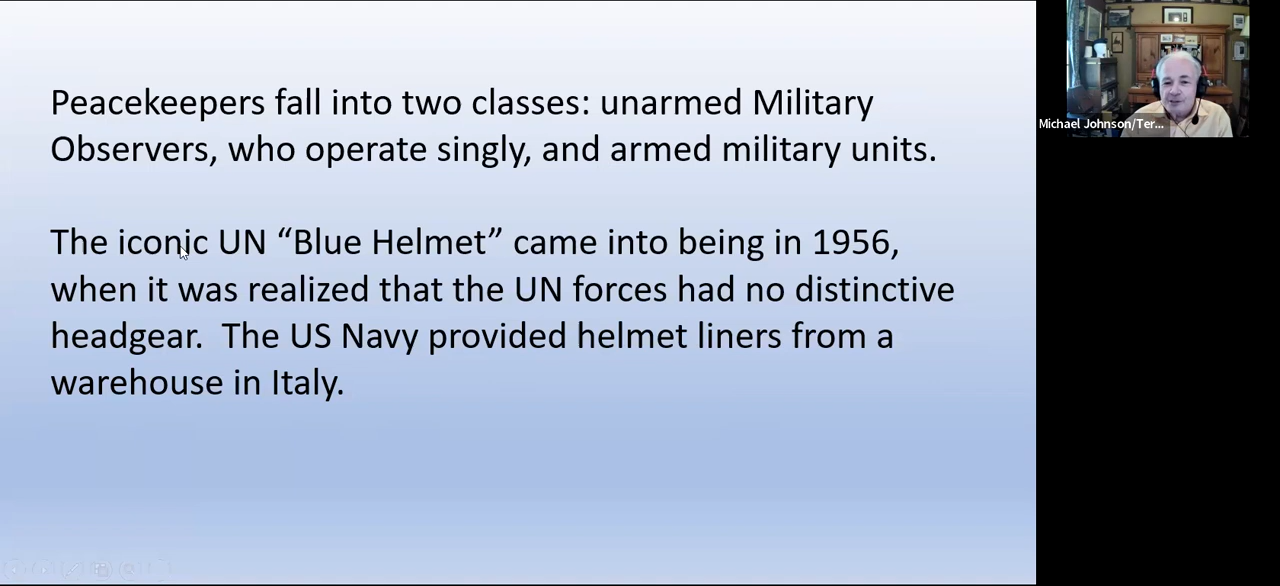 Peacekeepers fall into two classes: unarmed Military
Observers, who operate singly, and armed military units.
The iconic UN “Blue Helmet” came into being in 1956,
when it was realized that the UN forces had no distinctive
headgear.  The US Navy provided helmet liners from a
warehouse in Italy.
Michael Johnson/Ter...